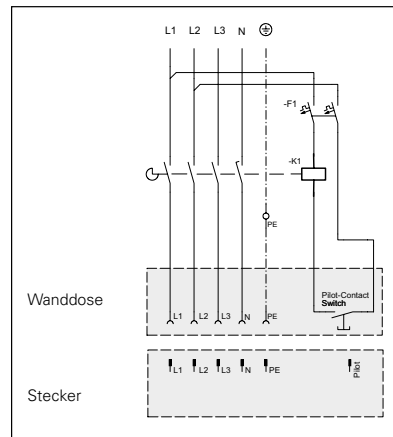 L1 L2 L3 N
-F1
-K1
PE
Pilot-Contact
Switch
Wanddose
L1 L2 L3 N PE
L1 L2 L3 N PE Pilot
Stecker